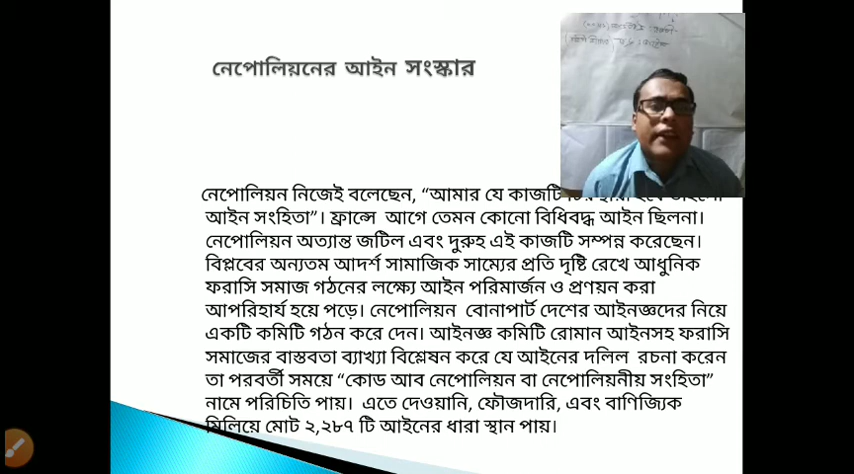 নেপোলিয়নের আইন সংস্কার
নেপোলিয়ন নিজেই বলেছেন, “আমার যে কাজটি
আইন সংহিতা”। ফ্রান্সে আগে তেমন কোনো বিধিবদ্ধ আইন ছিলনা।
নেপোলিয়ন অত্যান্ত জটিল এবং দুরুহ এই কাজটি সম্পন্ন করেছেন।
বিপ্লবের অন্যতম আদর্শ সামাজিক সাম্যের প্রতি দৃষ্টি রেখে আধুনিক
ফরাসি সমাজ গঠনের লক্ষ্যে আইন পরিমার্জন ও প্রণয়ন করা
আপরিহার্য হয়ে পড়ে। নেপোলিয়ন বোনাপার্ট দেশের আইনজ্ঞদের নিয়ে
একটি কমিটি গঠন করে দেন। আইনজ্ঞ কমিটি রোমান আইনসহ ফরাসি
সমাজের বাস্তবতা ব্যাখ্যা বিশ্লেষন করে যে আইনের দলিল রচনা করেন
তা পরবর্তী সময়ে “কোড আব নেপোলিয়ন বা নেপোলিয়নীয় সংহিতা”
নামে পরিচিতি পায়। এতে দেওয়ানি, ফৌজদারি, এবং বাণিজ্যিক
মিলিয়ে মোট ২,২৮৭ টি আইনের ধারা স্থান পায়।